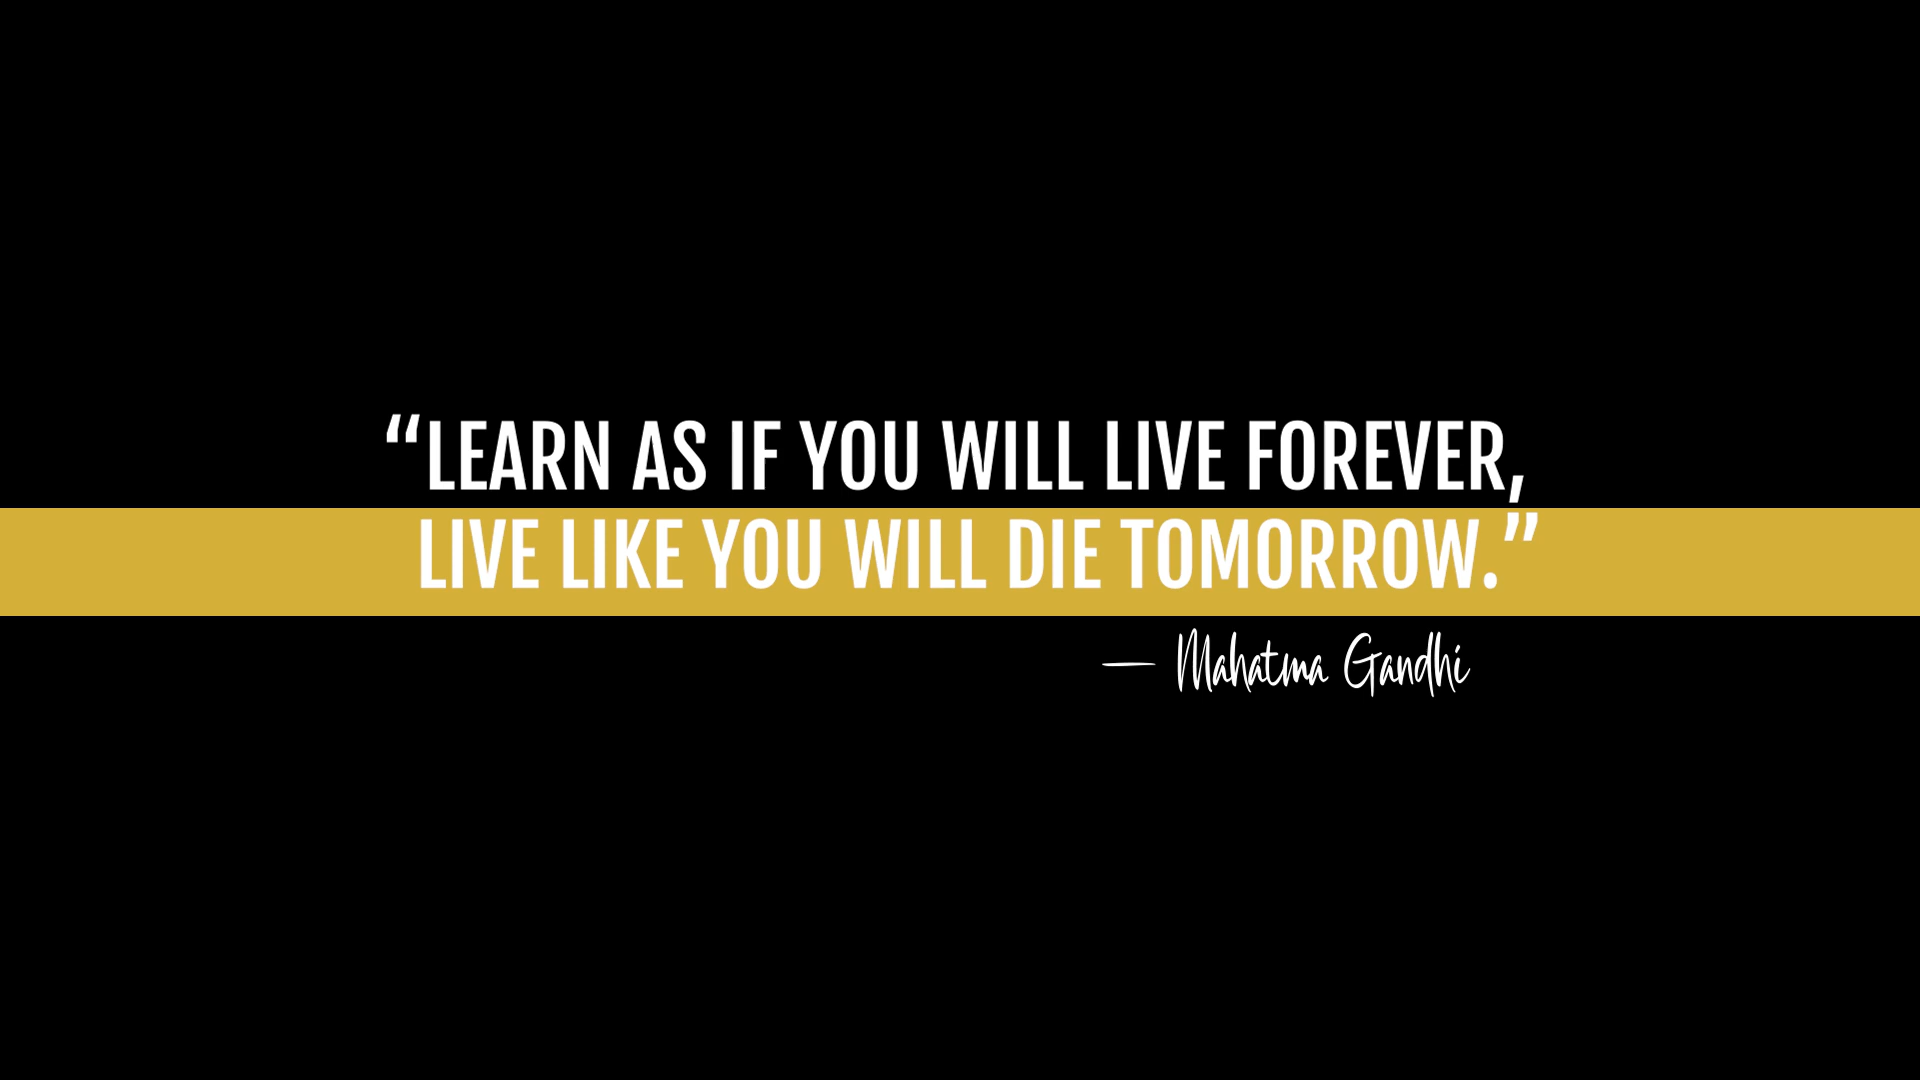 “LEARN AS IF YOU WILL LIVE FOREVER,
LIVE LIKE YOU WILL DIE TOMORROW.”
— Mahatma Gandhi